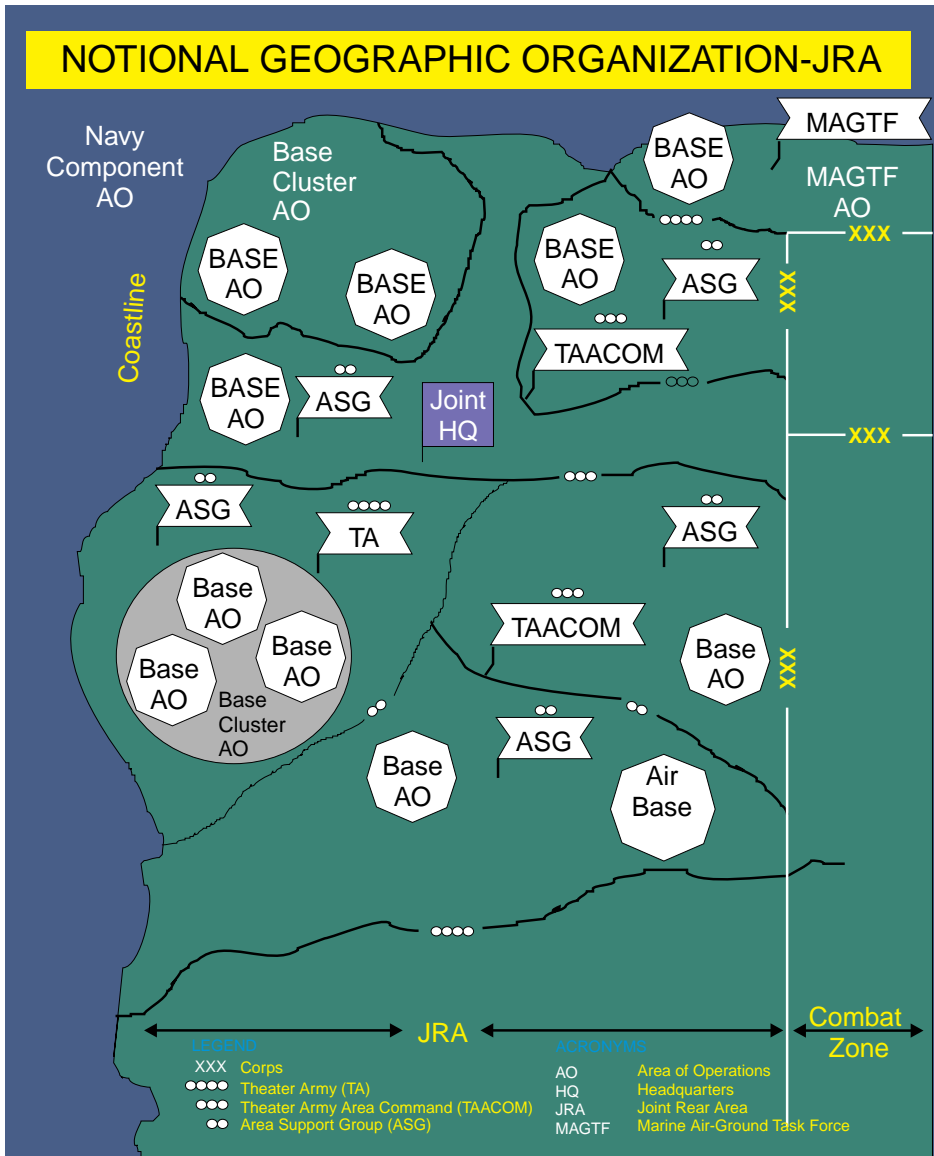 NOTIONAL GEOGRAPHIC ORGANIZATION-JRA
Navy
Component
AO
Base
Cluster
AO
BASE
AO
MAGTF
MAGTF
AO
XXX
BASE
AO
BASE
AO
BASE
AO
ASG
XXX
Coastline
TAACOM
BASE
AO
ASG
Joint
HQ
XXX
ASG
TA
ASG
Base
AO
Base
AO
Base
AO
Base
Cluster
AO
TAACOM
Base
AO
XXX
ASG
Base
AO
Air
Base
JRA
Combat
Zone
LEGEND
XXX Corps
Theater Army (TA)
Theater Army Area Command (TAACOM)
Area Support Group (ASG)
ACRONYMS
AO Area of Operations
HQ Headquarters
JRA Joint Rear Area
MAGTF Marine Air-Ground Task Force